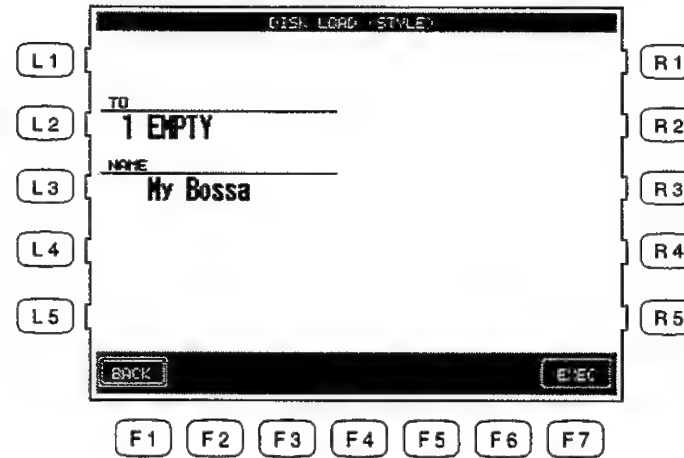 DISK LOAD (STYLE)
L1 R1
TO
L2 1 EMPTY R2
NAME
L3 My Bossa R3
L4 R4
L5 R5
BACK EXEC
F1 F2 F3 F4 F5 F6 F7